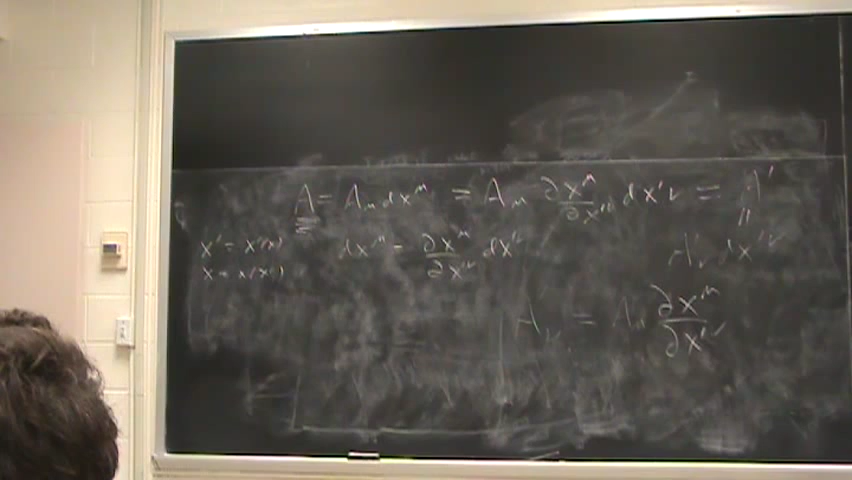 A = A_μ dx^μ = A_μ ∂x^μ/∂x'^ν dx'^ν = A'
x' = x'(x) dx^μ = ∂x^μ/∂x'^ν dx'^ν A'_ν dx'^ν
x = x(x')
A'_ν = A_μ ∂x^μ/∂x'^ν